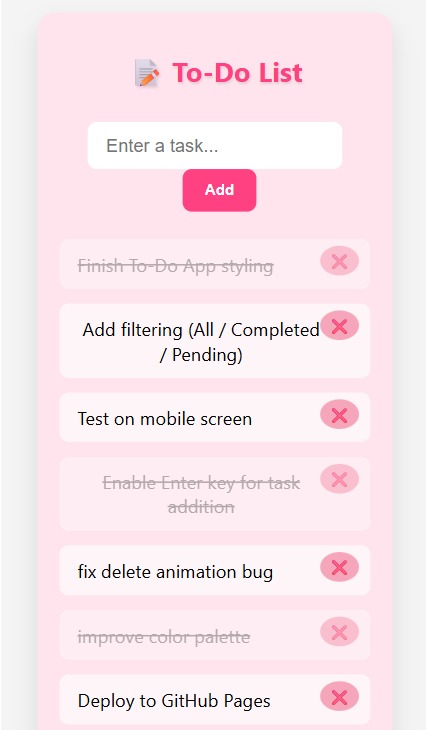 📝 To-Do List
Enter a task...
Add
Finish To-Do App styling
Add filtering (All / Completed
/ Pending)
Test on mobile screen
Enable Enter key for task
addition
fix delete animation bug
improve color palette
Deploy to GitHub Pages